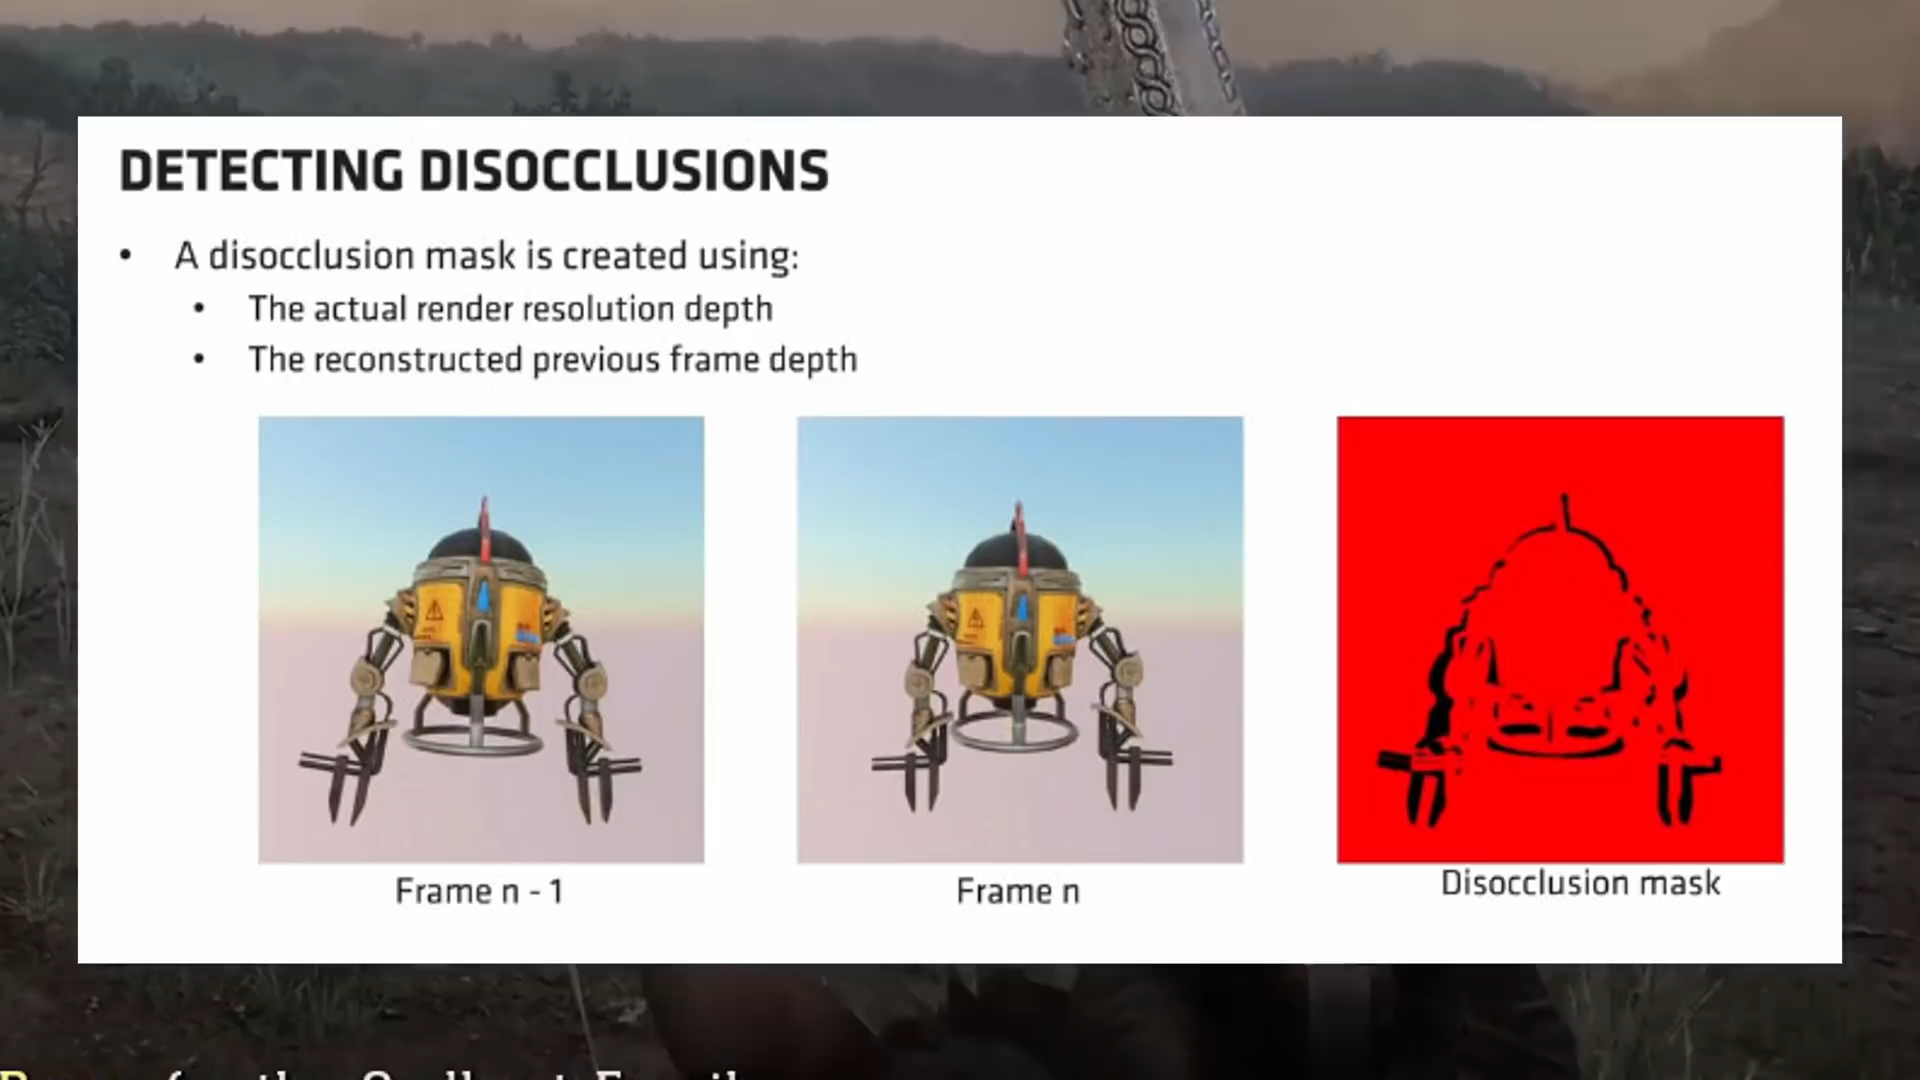 DETECTING DISOCCLUSIONS
• A disocclusion mask is created using:
• The actual render resolution depth
• The reconstructed previous frame depth
Frame n - 1
Frame n
Disocclusion mask